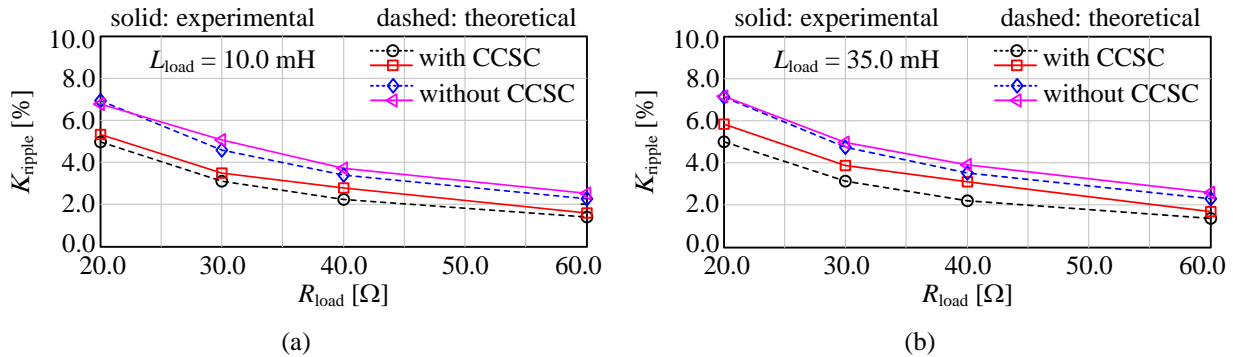 solid: experimental dashed: theoretical
10.0
8.0
6.0
4.0
2.0
0.0
K_ripple [%]
L_load = 10.0 mH
with CCSC
without CCSC
20.0 30.0 40.0 50.0 60.0
R_load [Ω]
(a)
solid: experimental dashed: theoretical
10.0
8.0
6.0
4.0
2.0
0.0
K_ripple [%]
L_load = 35.0 mH
with CCSC
without CCSC
20.0 30.0 40.0 50.0 60.0
R_load [Ω]
(b)